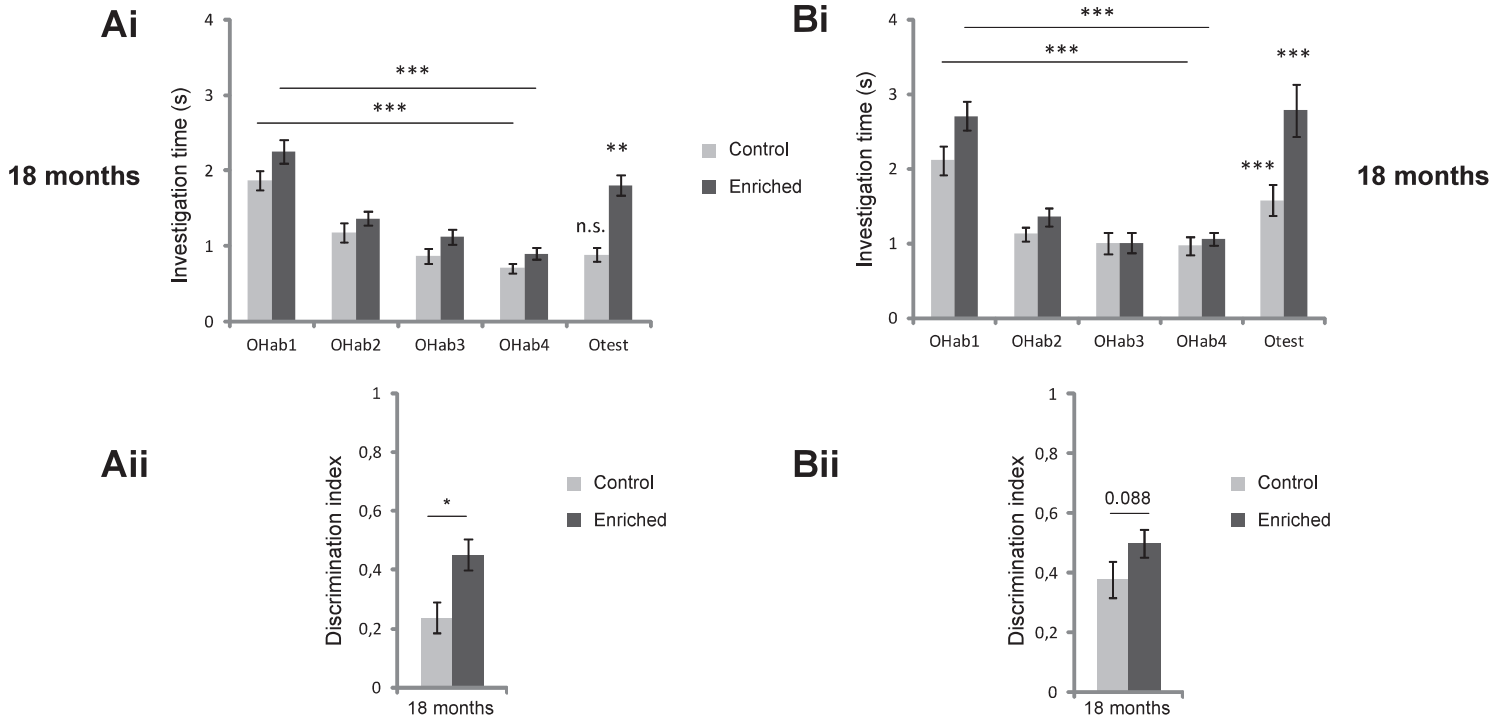 Ai
4
3
2
1
0
Investigation time (s)
***
***
n.s.
**
OHab1 OHab2 OHab3 OHab4 Otest
18 months
Control
Enriched
Bi
4
3
2
1
0
Investigation time (s)
***
***
***
***
OHab1 OHab2 OHab3 OHab4 Otest
18 months
Aii
1
0,8
0,6
0,4
0,2
0
Discrimination index
*
18 months
Control
Enriched
Bii
1
0,8
0,6
0,4
0,2
0
Discrimination index
0.088
18 months
Control
Enriched